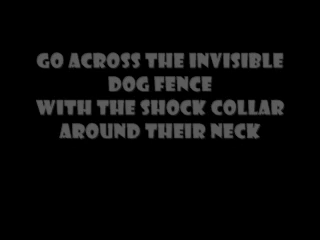 GO ACROSS THE INVISIBLE
DOG FENCE
WITH THE SHOCK COLLAR
AROUND THEIR NECK